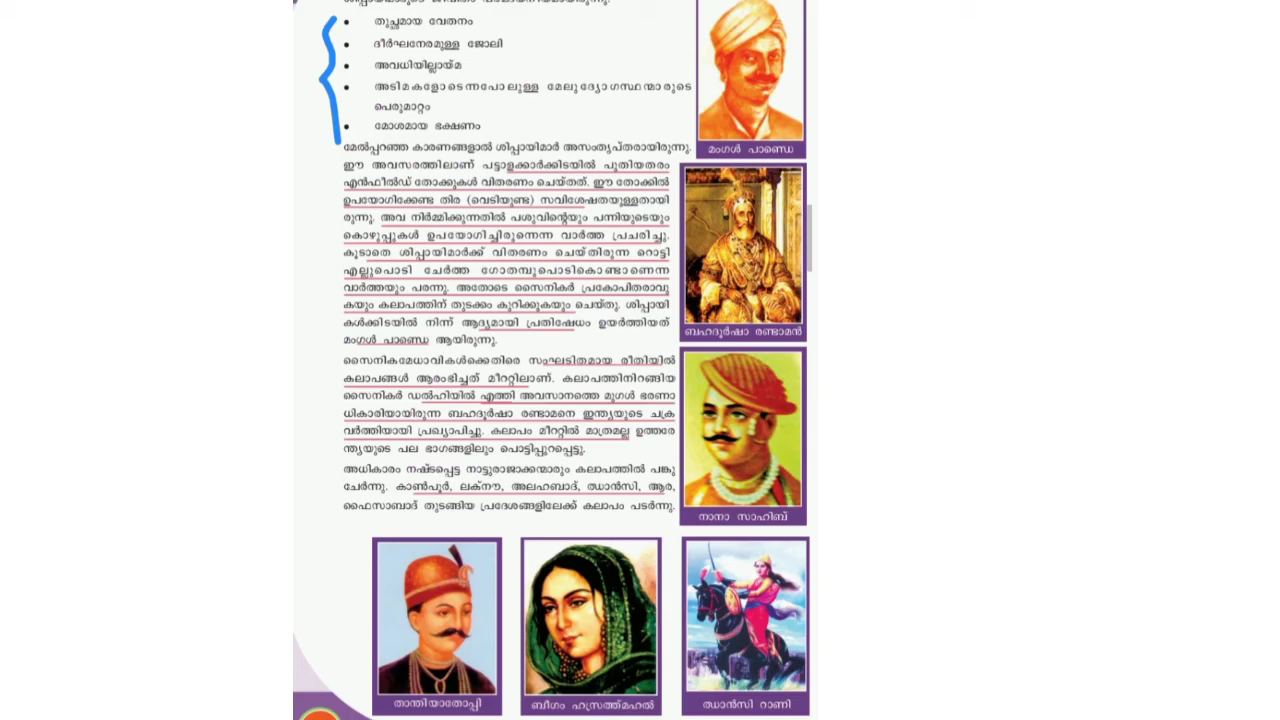 ശിപ്പായിമാരുടെ ജീവിതം പരമദയനീയമായിരുന്നു.
• തുച്ഛമായ വേതനം
• ദീർഘനേരമുള്ള ജോലി
• അവധിയില്ലായ്മ
• അടിമകളോടെന്നപോലുള്ള മേലുദ്യോഗസ്ഥന്മാരുടെ
പെരുമാറ്റം
• മോശമായ ഭക്ഷണം
മേൽപ്പറഞ്ഞ കാരണങ്ങളാൽ ശിപ്പായിമാർ അസംതൃപ്തരായിരുന്നു.
ഈ അവസരത്തിലാണ് പട്ടാളക്കാർക്കിടയിൽ പുതിയതരം
എൻഫീൽഡ് തോക്കുകൾ വിതരണം ചെയ്തത്. ഈ തോക്കിൽ
ഉപയോഗിക്കേണ്ട തിര (വെടിയുണ്ട) സവിശേഷതയുള്ളതായി
രുന്നു. അവ നിർമ്മിക്കുന്നതിൽ പശുവിന്റെയും പന്നിയുടെയും
കൊഴുപ്പുകൾ ഉപയോഗിച്ചിരുന്നെന്ന വാർത്ത പ്രചരിച്ചു.
കൂടാതെ ശിപ്പായിമാർക്ക് വിതരണം ചെയ്തിരുന്ന റൊട്ടി
എല്ലുപൊടി ചേർത്ത ഗോതമ്പുപൊടികൊണ്ടാണെന്ന
വാർത്തയും പരന്നു. അതോടെ സൈനികർ പ്രകോപിതരാവു
കയും കലാപത്തിന് തുടക്കം കുറിക്കുകയും ചെയ്തു. ശിപ്പായി
കൾക്കിടയിൽ നിന്ന് ആദ്യമായി പ്രതിഷേധം ഉയർത്തിയത്
മംഗൾ പാണ്ഡെ ആയിരുന്നു.
സൈനികമേധാവികൾക്കെതിരെ സംഘടിതമായ രീതിയിൽ
കലാപങ്ങൾ ആരംഭിച്ചത് മീററ്റിലാണ്. കലാപത്തിനിറങ്ങിയ
സൈനികർ ഡൽഹിയിൽ എത്തി അവസാനത്തെ മുഗൾ ഭരണാ
ധികാരിയായിരുന്ന ബഹദൂർഷാ രണ്ടാമനെ ഇന്ത്യയുടെ ചക്ര
വർത്തിയായി പ്രഖ്യാപിച്ചു. കലാപം മീററ്റിൽ മാത്രമല്ല ഉത്തരേ
ന്ത്യയുടെ പല ഭാഗങ്ങളിലും പൊട്ടിപ്പുറപ്പെട്ടു.
അധികാരം നഷ്ടപ്പെട്ട നാട്ടുരാജാക്കന്മാരും കലാപത്തിൽ പങ്കു
ചേർന്നു. കാൺപൂർ, ലക്നൗ, അലഹബാദ്, ഝാൻസി, ആര,
ഫൈസാബാദ് തുടങ്ങിയ പ്രദേശങ്ങളിലേക്ക് കലാപം പടർന്നു.
മംഗൾ പാണ്ഡെ
ബഹദൂർഷാ രണ്ടാമൻ
നാനാ സാഹിബ്
താന്തിയാതോപ്പി
ബീഗം ഹസ്രത്ത്മഹൽ
ഝാൻസി റാണി